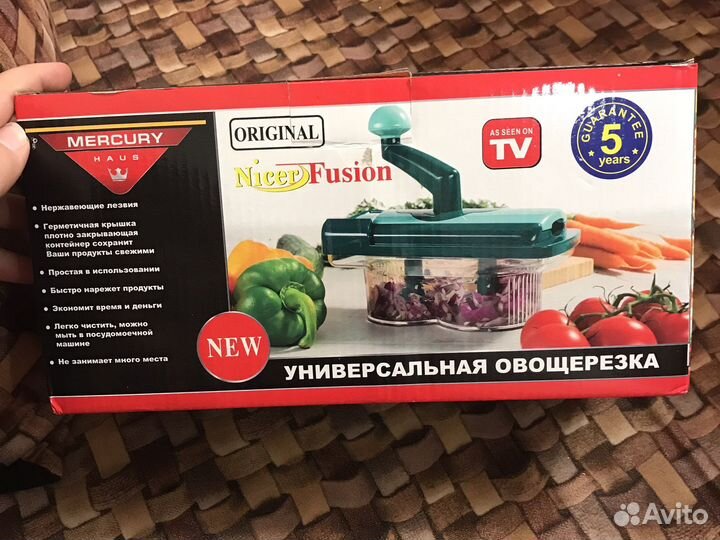 MERCURY
HAUS
• Нержавеющие лезвия
• Герметичная крышка
плотно закрывающая
контейнер сохранит
Ваши продукты свежими
• Простая в использовании
• Быстро нарежет продукты
• Экономит время и деньги
• Легко чистить, можно
мыть в посудомоечной
машине
• Не занимает много места
ORIGINAL
Nicer Fusion
AS SEEN ON
TV
GUARANTEE
5
years
NEW
УНИВЕРСАЛЬНАЯ ОВОЩЕРЕЗКА
Avito